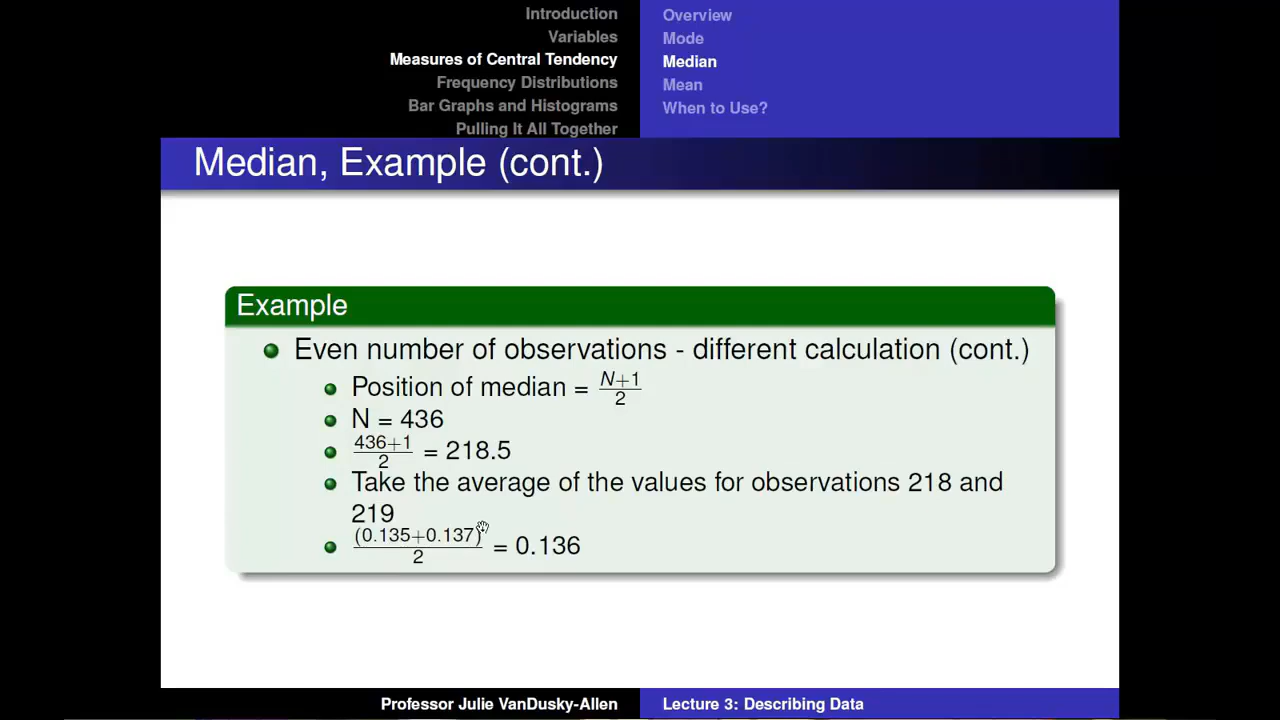 Introduction
Variables
Measures of Central Tendency
Frequency Distributions
Bar Graphs and Histograms
Pulling It All Together
Overview
Mode
Median
Mean
When to Use?
Median, Example (cont.)
Example
Even number of observations - different calculation (cont.)
Position of median = \frac{N+1}{2}
N = 436
\frac{436+1}{2} = 218.5
Take the average of the values for observations 218 and
219
\frac{(0.135+0.137)}{2} = 0.136
Professor Julie VanDusky-Allen
Lecture 3: Describing Data